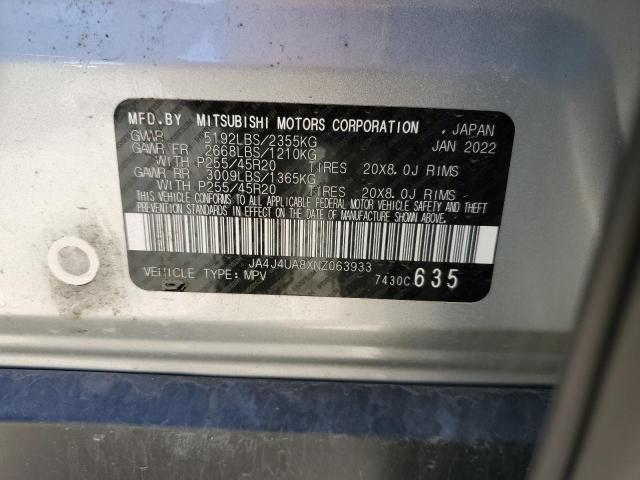 MFD.BY MITSUBISHI MOTORS CORPORATION , JAPAN
GVWR 5192LBS/2355KG JAN 2022
GAWR FR 2668LBS/1210KG
WITH P255/45R20 TIRES 20X8.0J RIMS
GAWR RR 3009LBS/1365KG
WITH P255/45R20 TIRES 20X8.0J RIMS
THIS VEHICLE CONFORMS TO ALL APPLICABLE FEDERAL MOTOR VEHICLE SAFETY AND THEFT
PREVENTION STANDARDS IN EFFECT ON THE DATE OF MANUFACTURE SHOWN ABOVE.
JA4J4UA8XNZ063933
VEHICLE TYPE: MPV 7430C 635